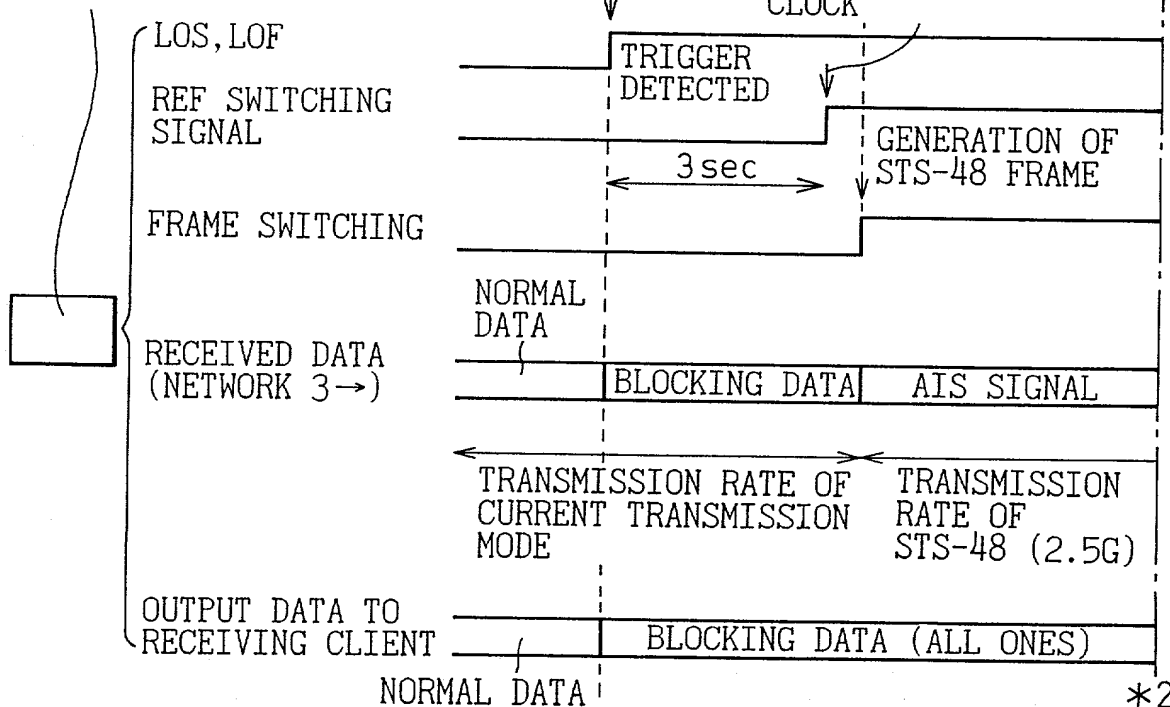 CLOCK
LOS, LOF
TRIGGER
DETECTED
REF SWITCHING
SIGNAL
GENERATION OF
STS-48 FRAME
3sec
FRAME SWITCHING
NORMAL
DATA
RECEIVED DATA
(NETWORK 3→)
BLOCKING DATA
AIS SIGNAL
TRANSMISSION RATE OF
CURRENT TRANSMISSION
MODE
TRANSMISSION
RATE OF
STS-48 (2.5G)
OUTPUT DATA TO
RECEIVING CLIENT
BLOCKING DATA (ALL ONES)
NORMAL DATA
*2